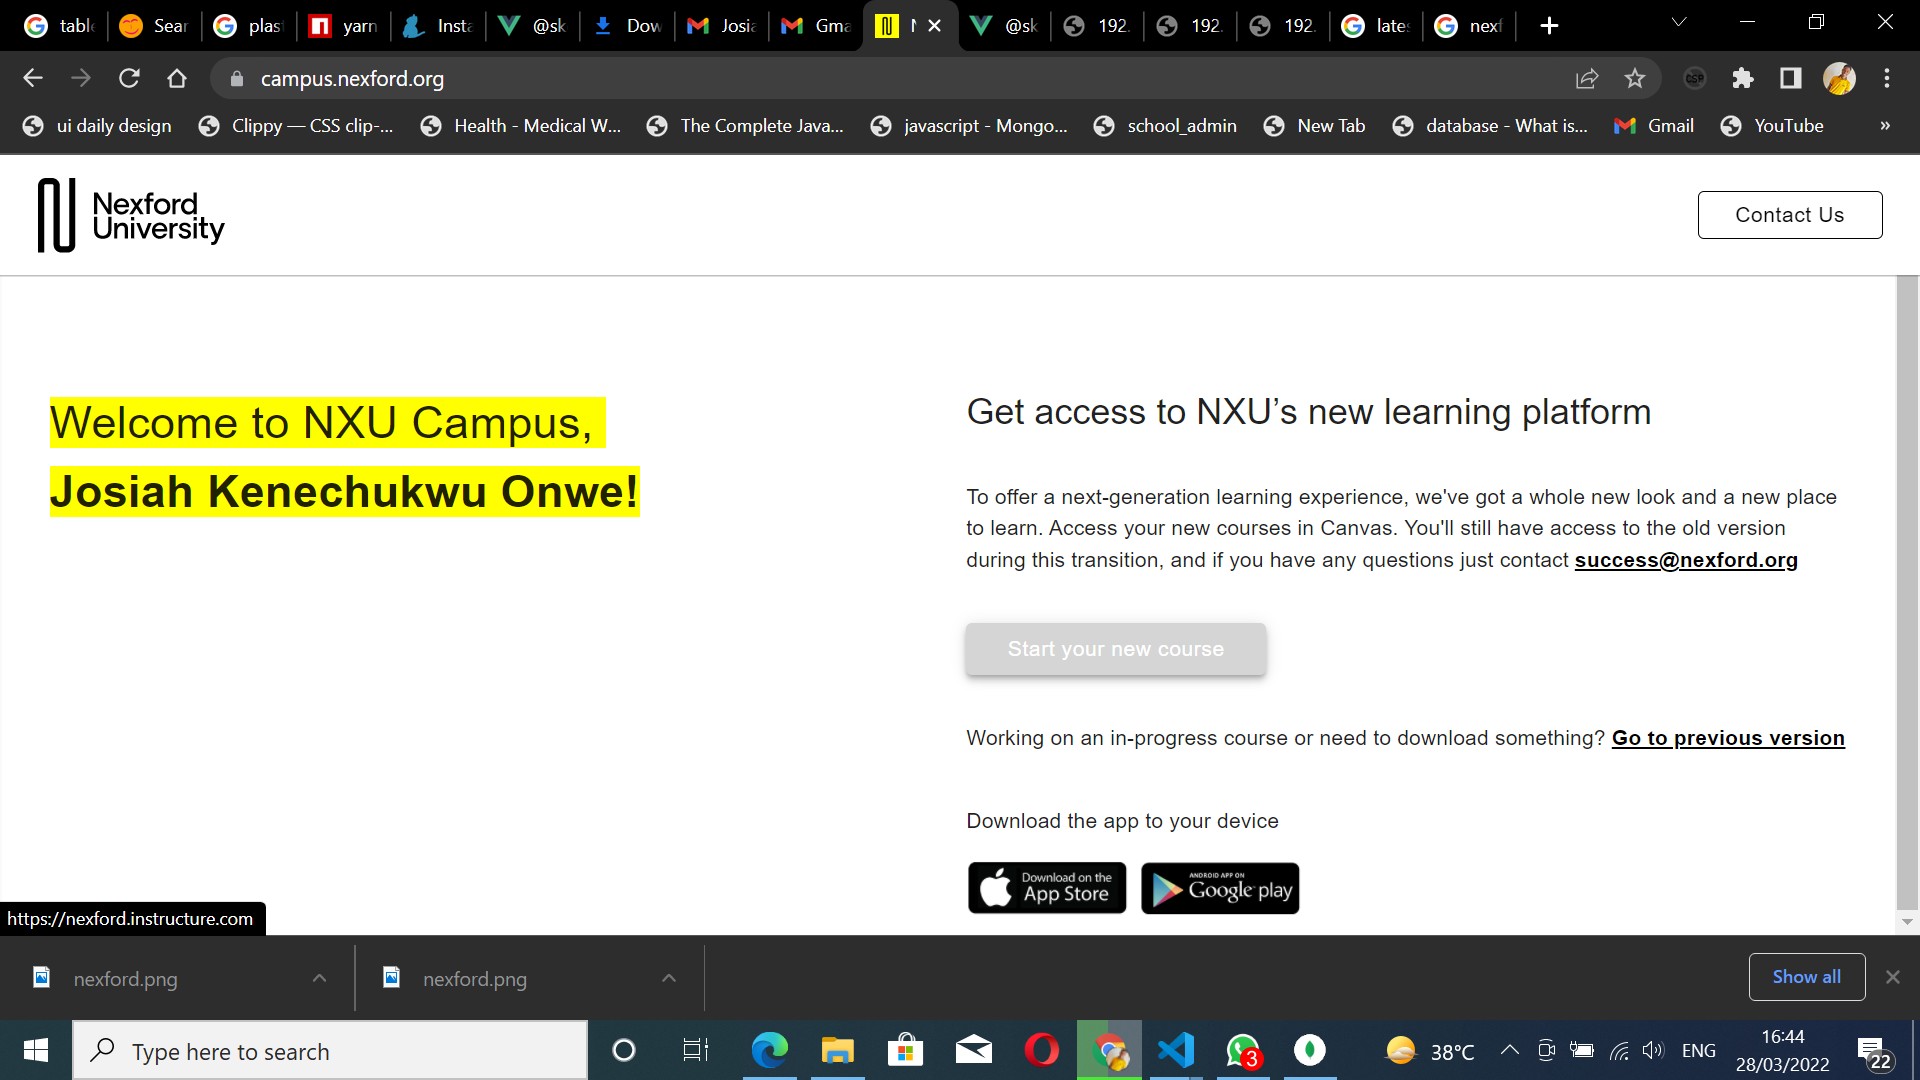 table
Sear
plas
yarn
Insta
@sk
Dow
Josia
Gma
@sk
192.
192.
192.
lates
nexf
campus.nexford.org
CSP
ui daily design
Clippy — CSS clip-...
Health - Medical W...
The Complete Java...
javascript - Mongo...
school_admin
New Tab
database - What is...
Gmail
YouTube
»
Nexford
University
Contact Us
Welcome to NXU Campus,
Josiah Kenechukwu Onwe!
Get access to NXU’s new learning platform
To offer a next-generation learning experience, we've got a whole new look and a new place
to learn. Access your new courses in Canvas. You'll still have access to the old version
during this transition, and if you have any questions just contact success@nexford.org
Start your new course
Working on an in-progress course or need to download something? Go to previous version
Download the app to your device
Download on the
App Store
ANDROID APP ON
Google play
https://nexford.instructure.com
nexford.png
nexford.png
Show all
Type here to search
3
38°C
ENG
16:44
28/03/2022
22